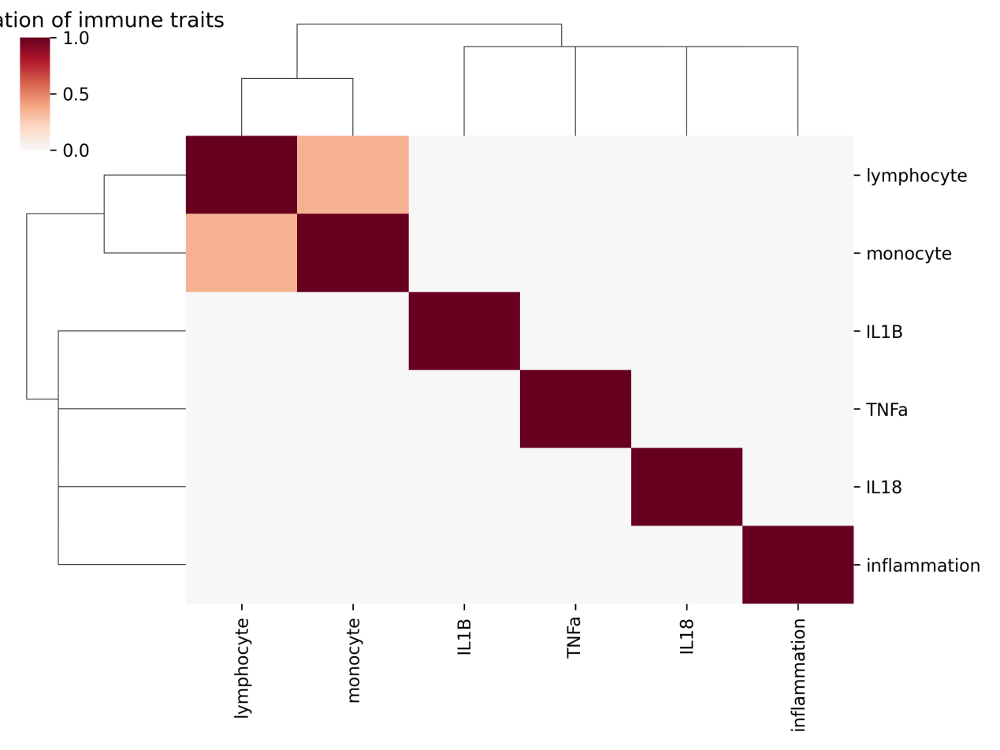 ation of immune traits
1.0
0.5
0.0
lymphocyte
monocyte
IL1B
TNFa
IL18
inflammation
lymphocyte
monocyte
IL1B
TNFa
IL18
inflammation